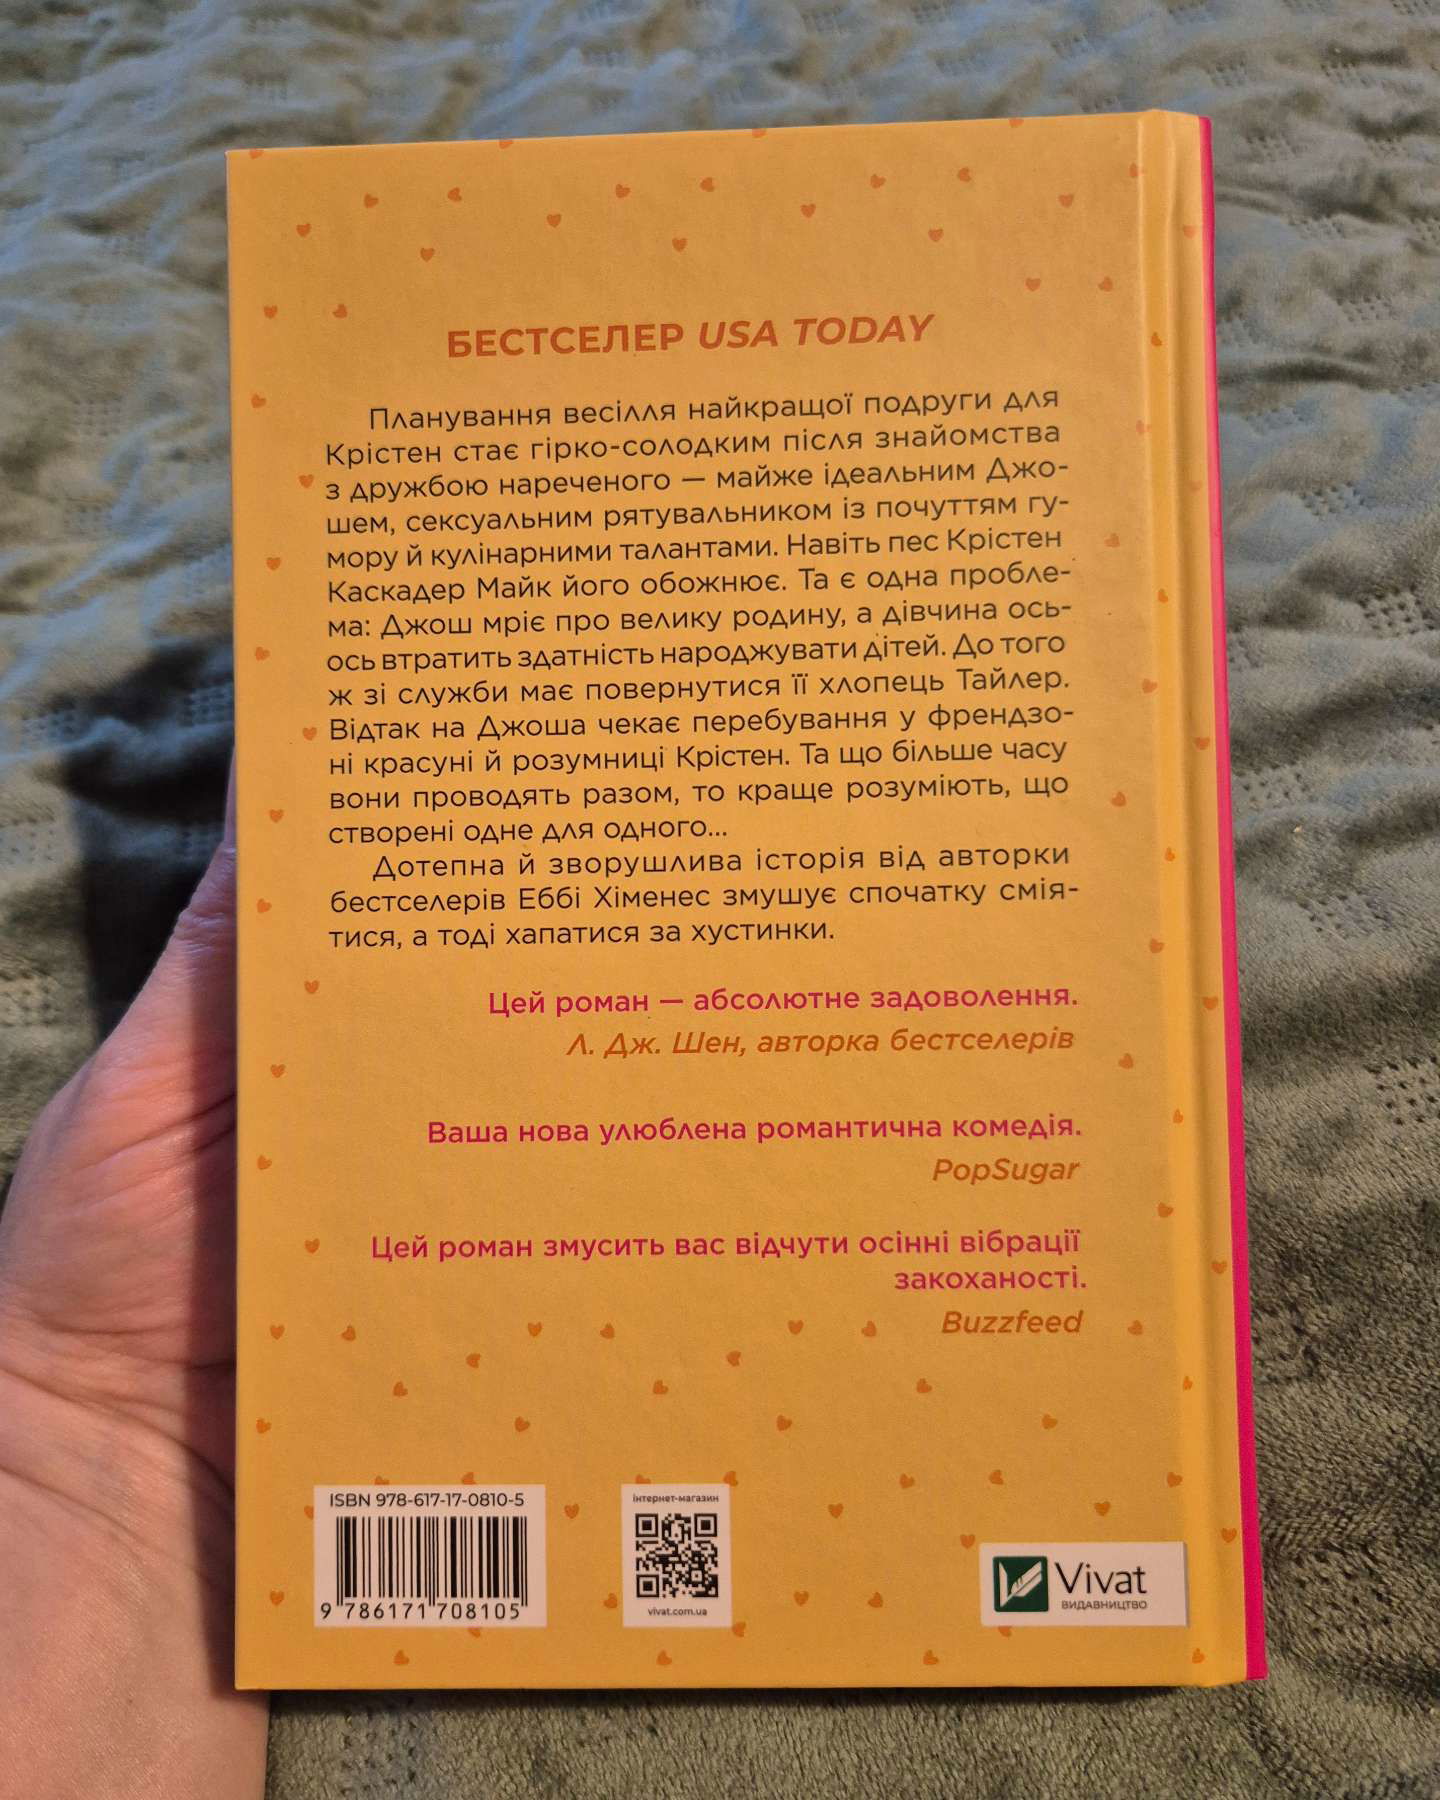 БЕСТСЕЛЕР USA TODAY
Планування весілля найкращої подруги для
Крістен стає гірко-солодким після знайомства
з дружбою нареченого — майже ідеальним Джо-
шем, сексуальним рятувальником із почуттям гу-
мору й кулінарними талантами. Навіть пес Крістен
Каскадер Майк його обожнює. Та є одна пробле-
ма: Джош мріє про велику родину, а дівчина ось-
ось втратить здатність народжувати дітей. До того
ж зі служби має повернутися її хлопець Тайлер.
Відтак на Джоша чекає перебування у френдзо-
ні красуні й розумниці Крістен. Та що більше часу
вони проводять разом, то краще розуміють, що
створені одне для одного...
Дотепна й зворушлива історія від авторки
бестселерів Еббі Хіменес змушує спочатку смія-
тися, а тоді хапатися за хустинки.
Цей роман — абсолютне задоволення.
Л. Дж. Шен, авторка бестселерів
Ваша нова улюблена романтична комедія.
PopSugar
Цей роман змусить вас відчути осінні вібрації
закоханості.
Buzzfeed
ISBN 978-617-17-0810-5
9 786171 708105
інтернет-магазин
vivat.com.ua
Vivat
ВИДАВНИЦТВО